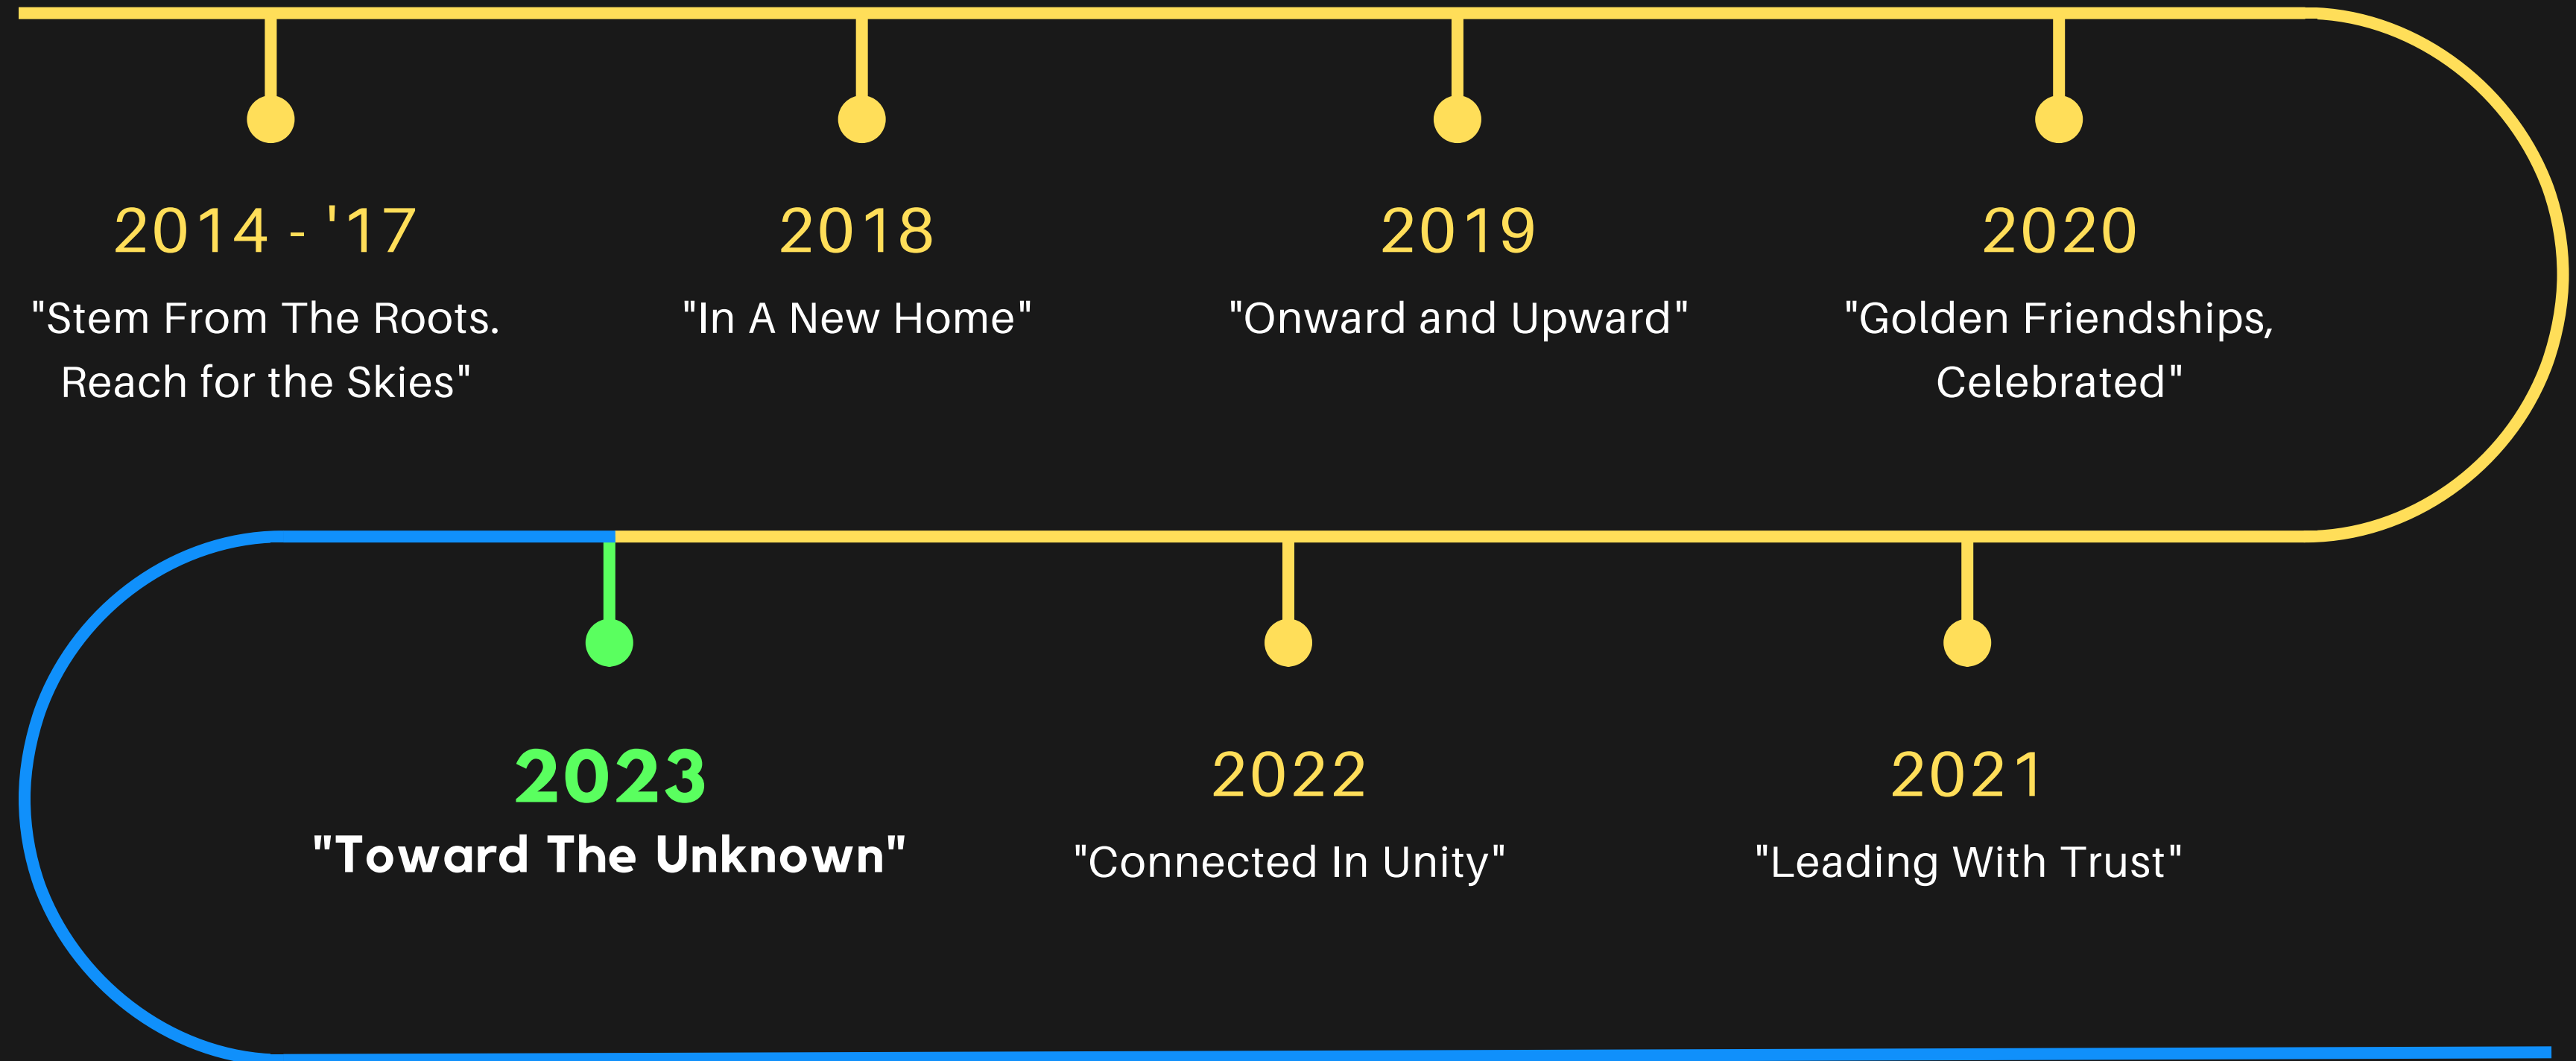 2014 - '17
"Stem From The Roots.
Reach for the Skies"
2018
"In A New Home"
2019
"Onward and Upward"
2020
"Golden Friendships,
Celebrated"
2023
"Toward The Unknown"
2022
"Connected In Unity"
2021
"Leading With Trust"